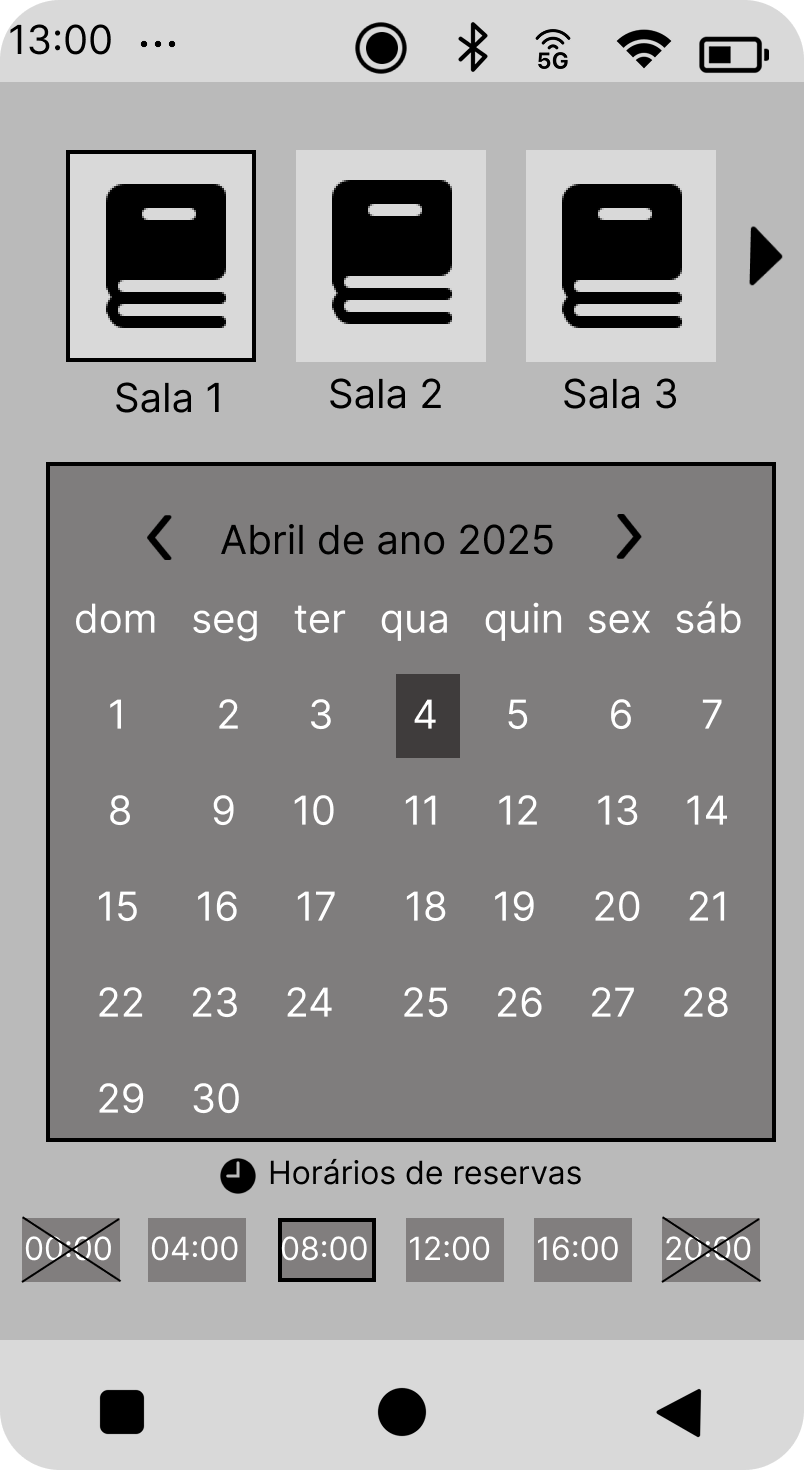 13:00 ...
5G
Sala 1 Sala 2 Sala 3
Abril de ano 2025
dom seg ter qua quin sex sáb
1 2 3 4 5 6 7
8 9 10 11 12 13 14
15 16 17 18 19 20 21
22 23 24 25 26 27 28
29 30
Horários de reservas
00:00 04:00 08:00 12:00 16:00 20:00